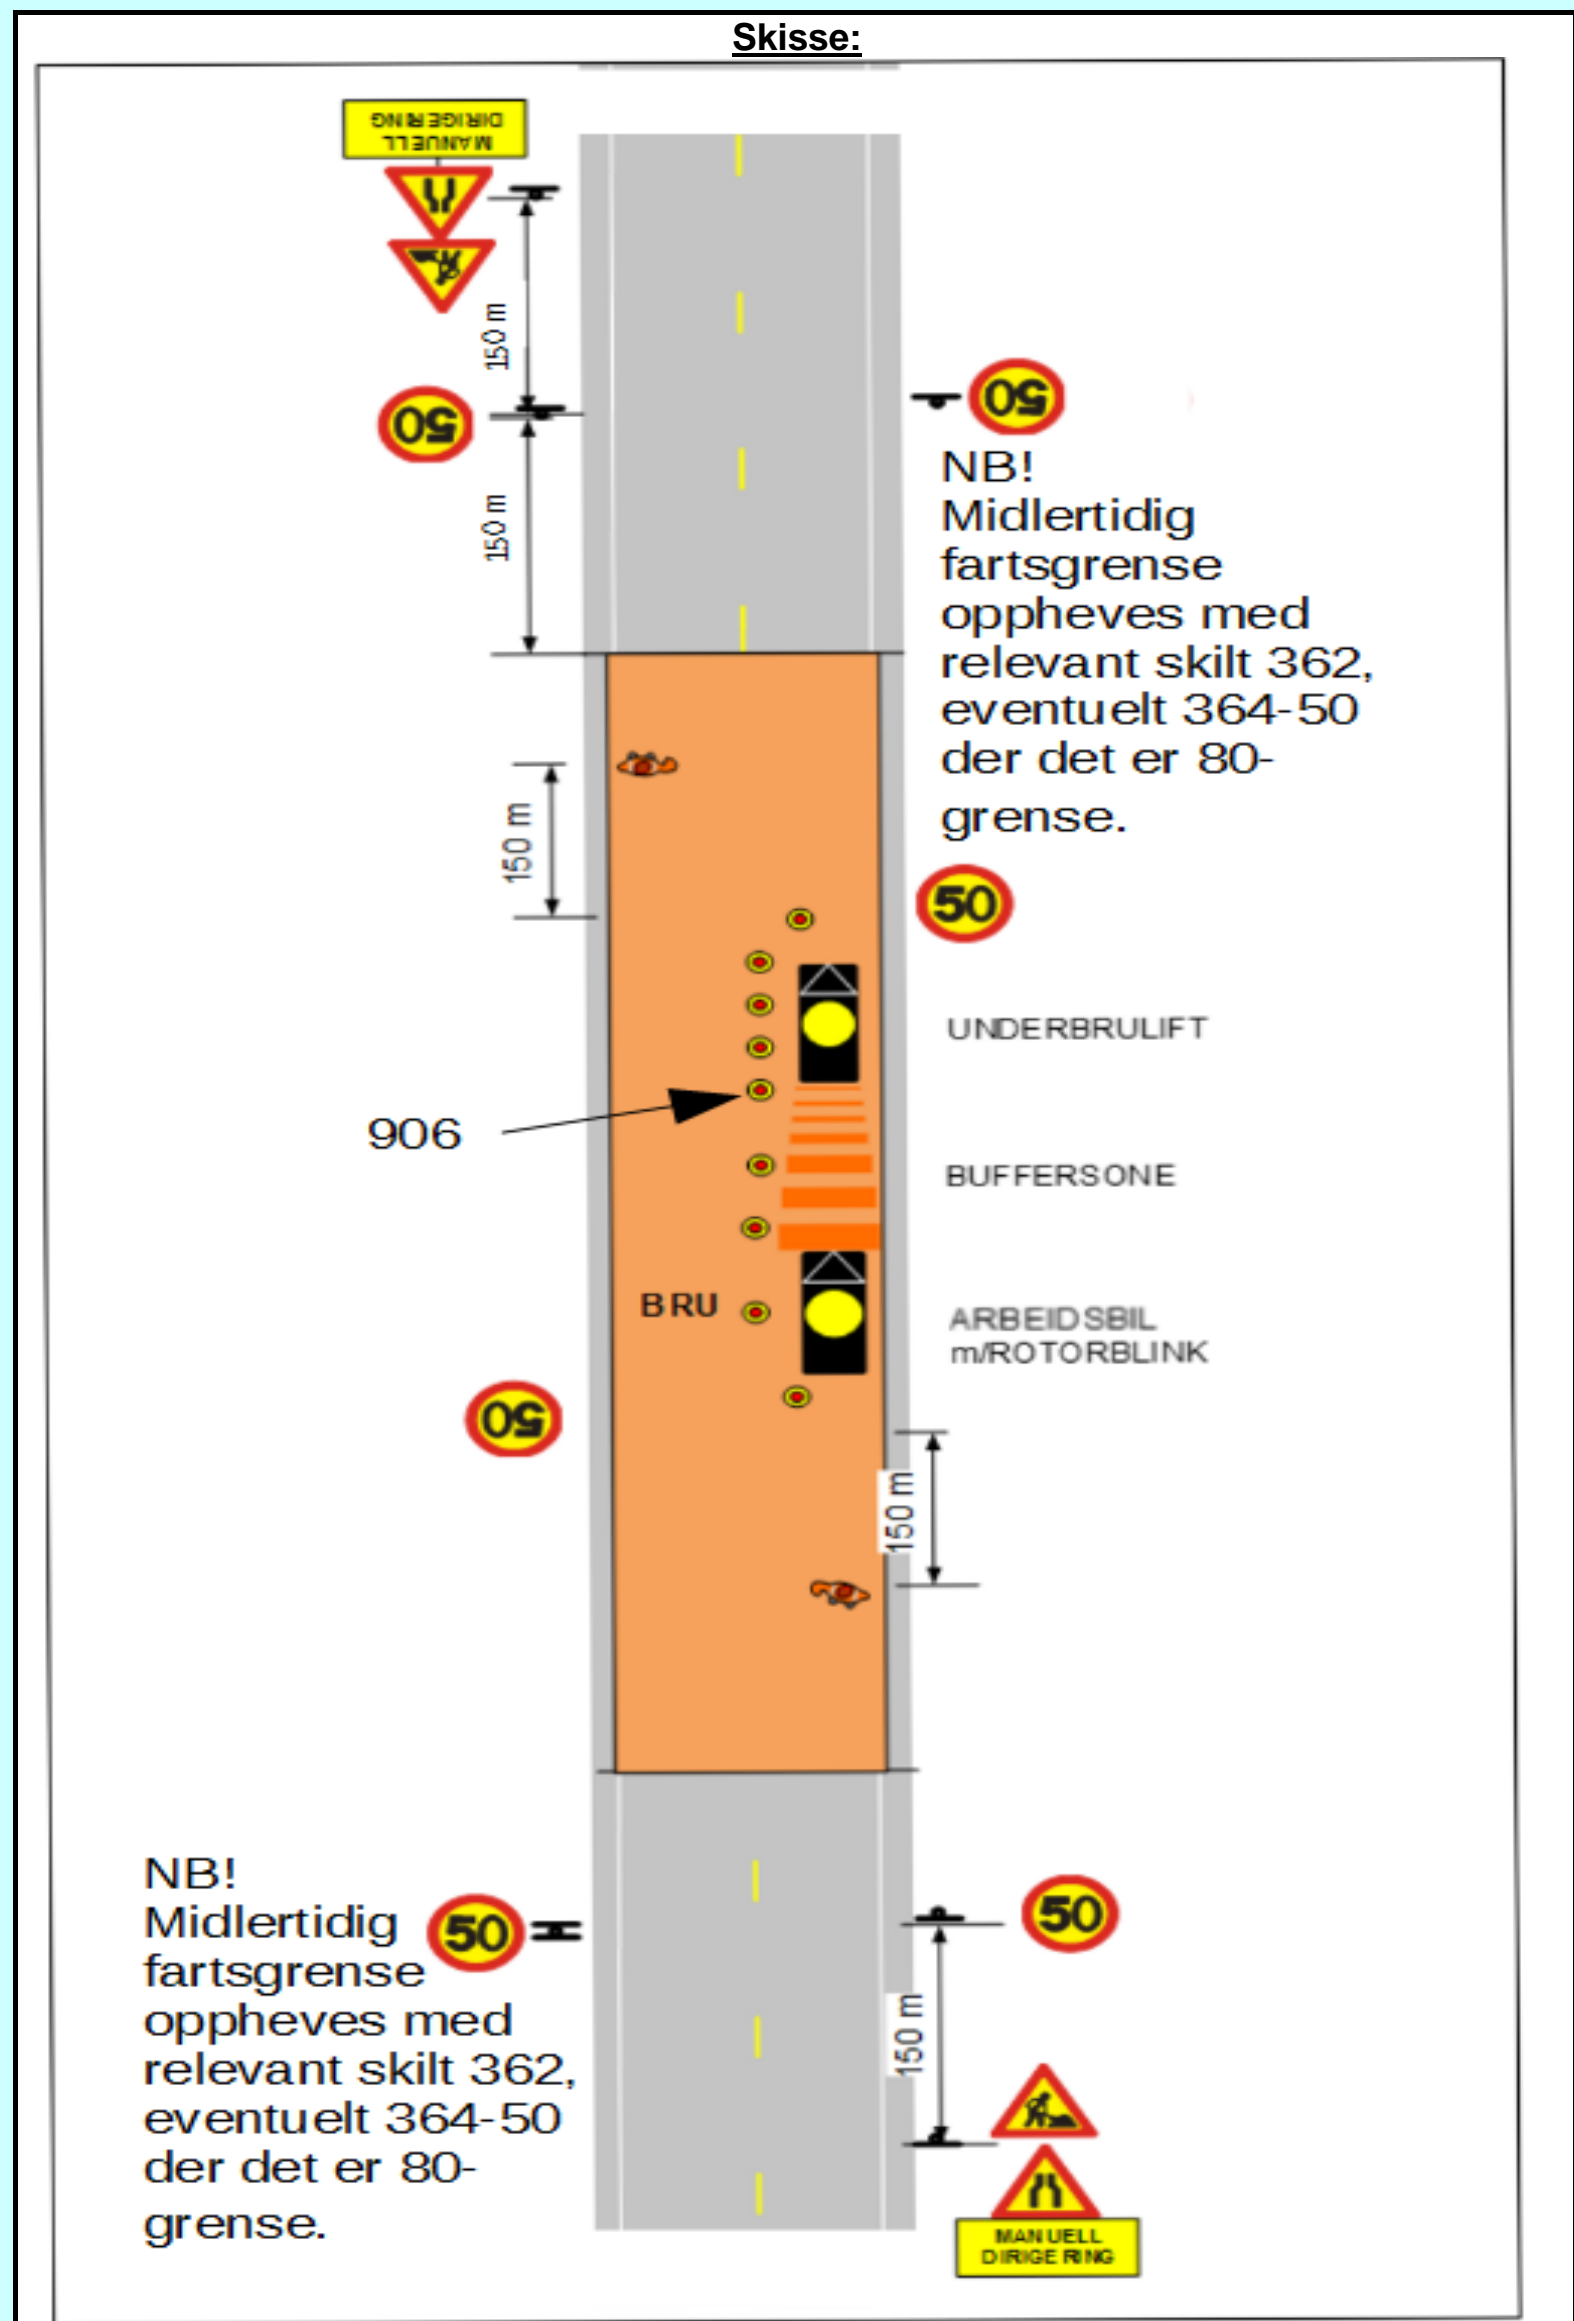 Skisse:
MANUELL
DIRIGERING
150 m
50
50
150 m
NB!
Midlertidig
fartsgrense
oppheves med
relevant skilt 362,
eventuelt 364-50
der det er 80-
grense.
150 m
50
UNDERBRULIFT
906
BUFFERSONE
BRU
ARBEIDSBIL
m/ROTORBLINK
50
150 m
NB!
Midlertidig
fartsgrense
oppheves med
relevant skilt 362,
eventuelt 364-50
der det er 80-
grense.
50
50
150 m
MANUELL
DIRIGERING